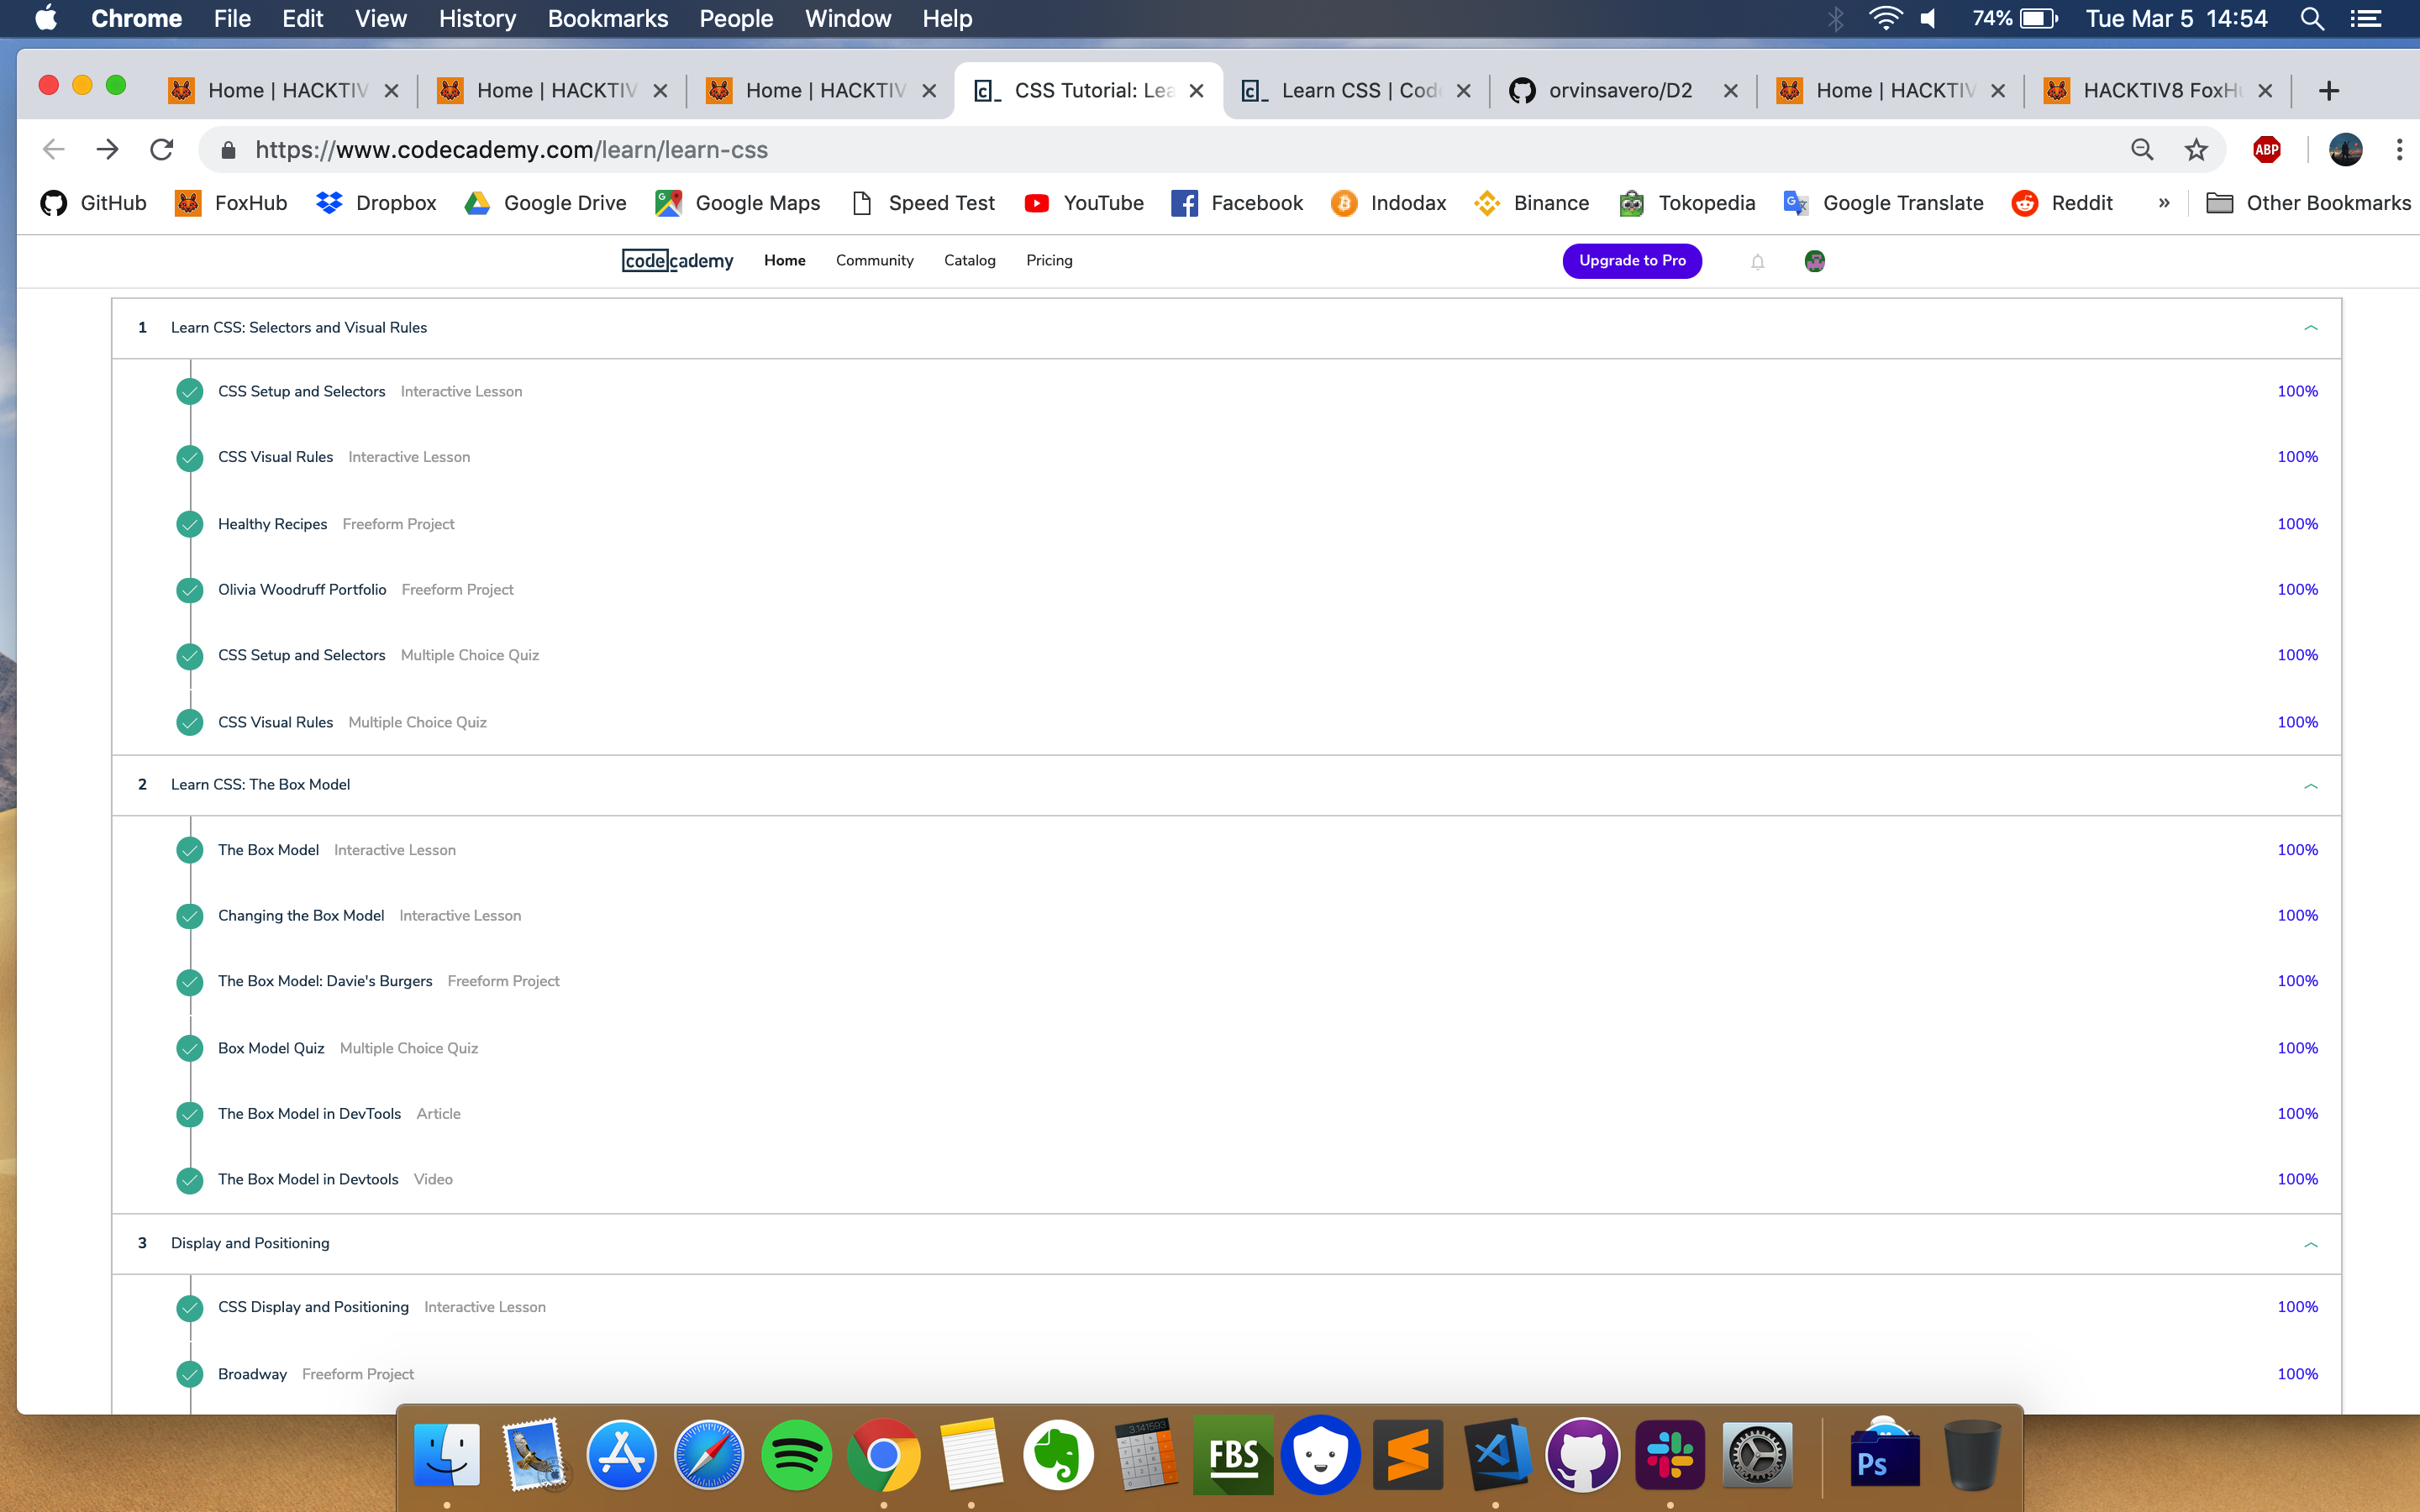 Chrome File Edit View History Bookmarks People Window Help 74% Tue Mar 5 14:54
Home | HACKTIV Home | HACKTIV Home | HACKTIV CSS Tutorial: Lea Learn CSS | Cod orvinsavero/D2 Home | HACKTIV HACKTIV8 FoxH
https://www.codecademy.com/learn/learn-css ABP
GitHub FoxHub Dropbox Google Drive Google Maps Speed Test YouTube Facebook Indodax Binance Tokopedia Google Translate Reddit » Other Bookmarks
codecademy Home Community Catalog Pricing Upgrade to Pro
1 Learn CSS: Selectors and Visual Rules
CSS Setup and Selectors Interactive Lesson 100%
CSS Visual Rules Interactive Lesson 100%
Healthy Recipes Freeform Project 100%
Olivia Woodruff Portfolio Freeform Project 100%
CSS Setup and Selectors Multiple Choice Quiz 100%
CSS Visual Rules Multiple Choice Quiz 100%
2 Learn CSS: The Box Model
The Box Model Interactive Lesson 100%
Changing the Box Model Interactive Lesson 100%
The Box Model: Davie's Burgers Freeform Project 100%
Box Model Quiz Multiple Choice Quiz 100%
The Box Model in DevTools Article 100%
The Box Model in Devtools Video 100%
3 Display and Positioning
CSS Display and Positioning Interactive Lesson 100%
Broadway Freeform Project 100%
3.141593
FBS
Ps